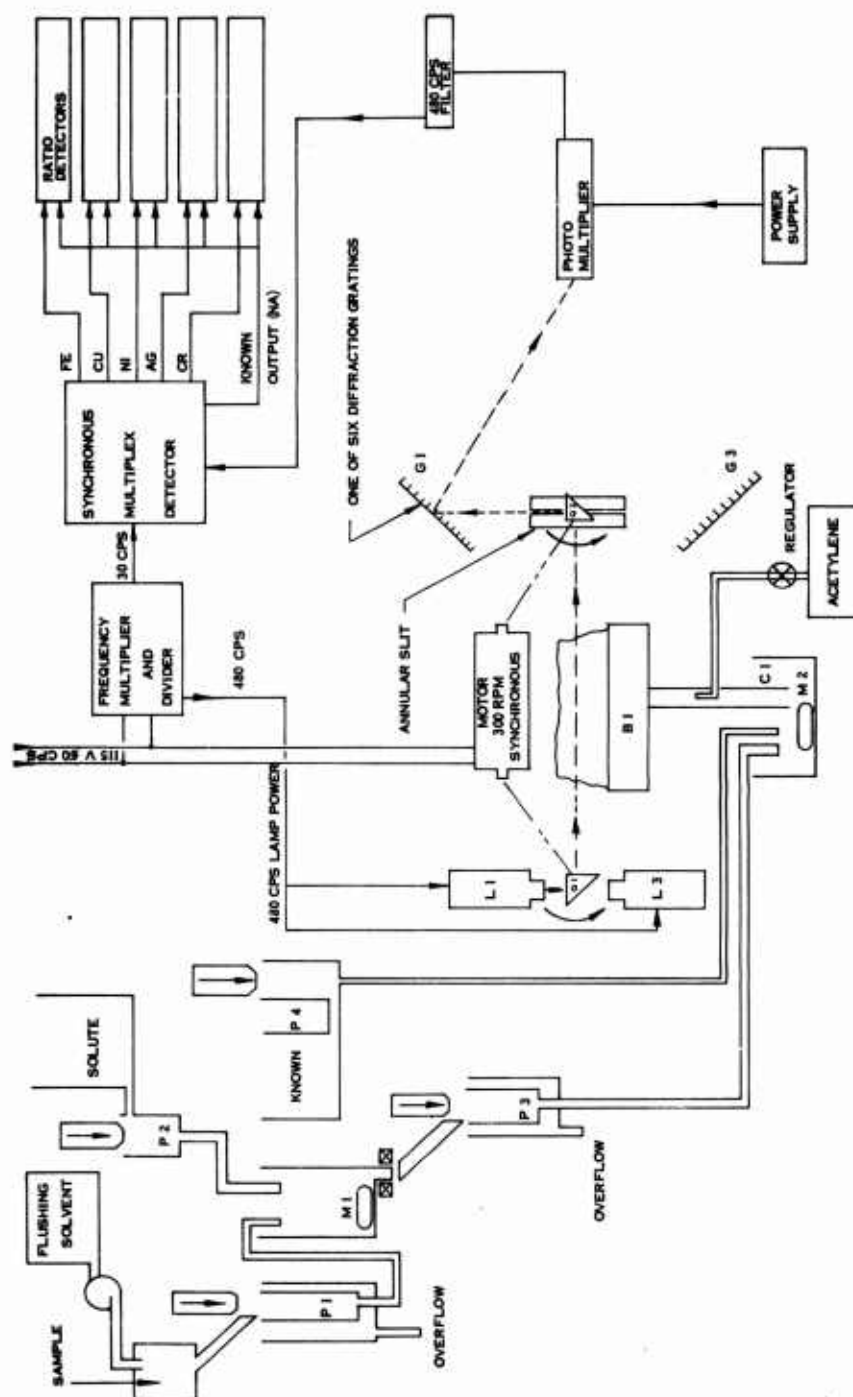 SAMPLE
FLUSHING
SOLVENT
P 1
OVERFLOW
P 2
SOLUTE
M 1
KNOWN
P 4
P 3
OVERFLOW
115 V 60 CPS
480 CPS LAMP POWER
L 1
L 3
FREQUENCY
MULTIPLIER
AND
DIVIDER
480 CPS
30 CPS
MOTOR
300 RPM
SYNCHRONOUS
B 1
C 1
M 2
ANNULAR SLIT
ONE OF SIX DIFFRACTION GRATINGS
G 1
G 3
REGULATOR
ACETYLENE
SYNCHRONOUS
MULTIPLEX
DETECTOR
FE
CU
NI
AG
CR
KNOWN
OUTPUT (NA)
RATIO
DETECTORS
480 CPS
FILTER
PHOTO
MULTIPLIER
POWER
SUPPLY